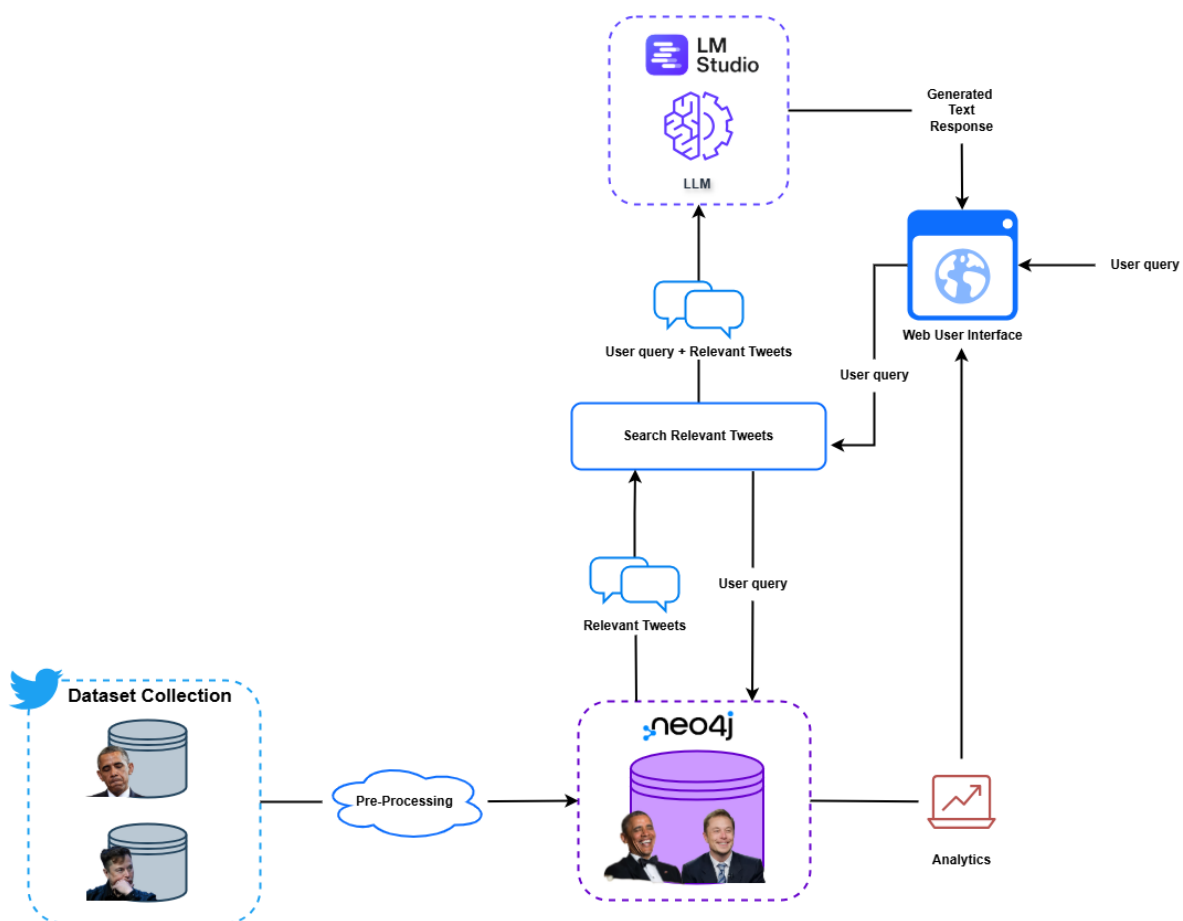 LM
Studio
LLM
Generated
Text
Response
User query
Web User Interface
User query + Relevant Tweets
User query
Search Relevant Tweets
User query
Relevant Tweets
Dataset Collection
neo4j
Pre-Processing
Analytics